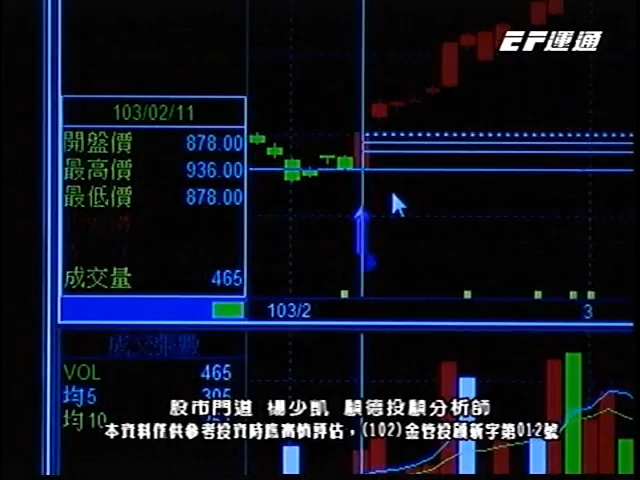 EF運通
103/02/11
開盤價 878.00
最高價 936.00
最低價 878.00
成交量 465
103/2 3
VOL 465
均5
均10
股市門道 楊少凱 顧德投顧分析師
本資料僅供參考投資時應審慎評估，(102)金管投顧新字第012號